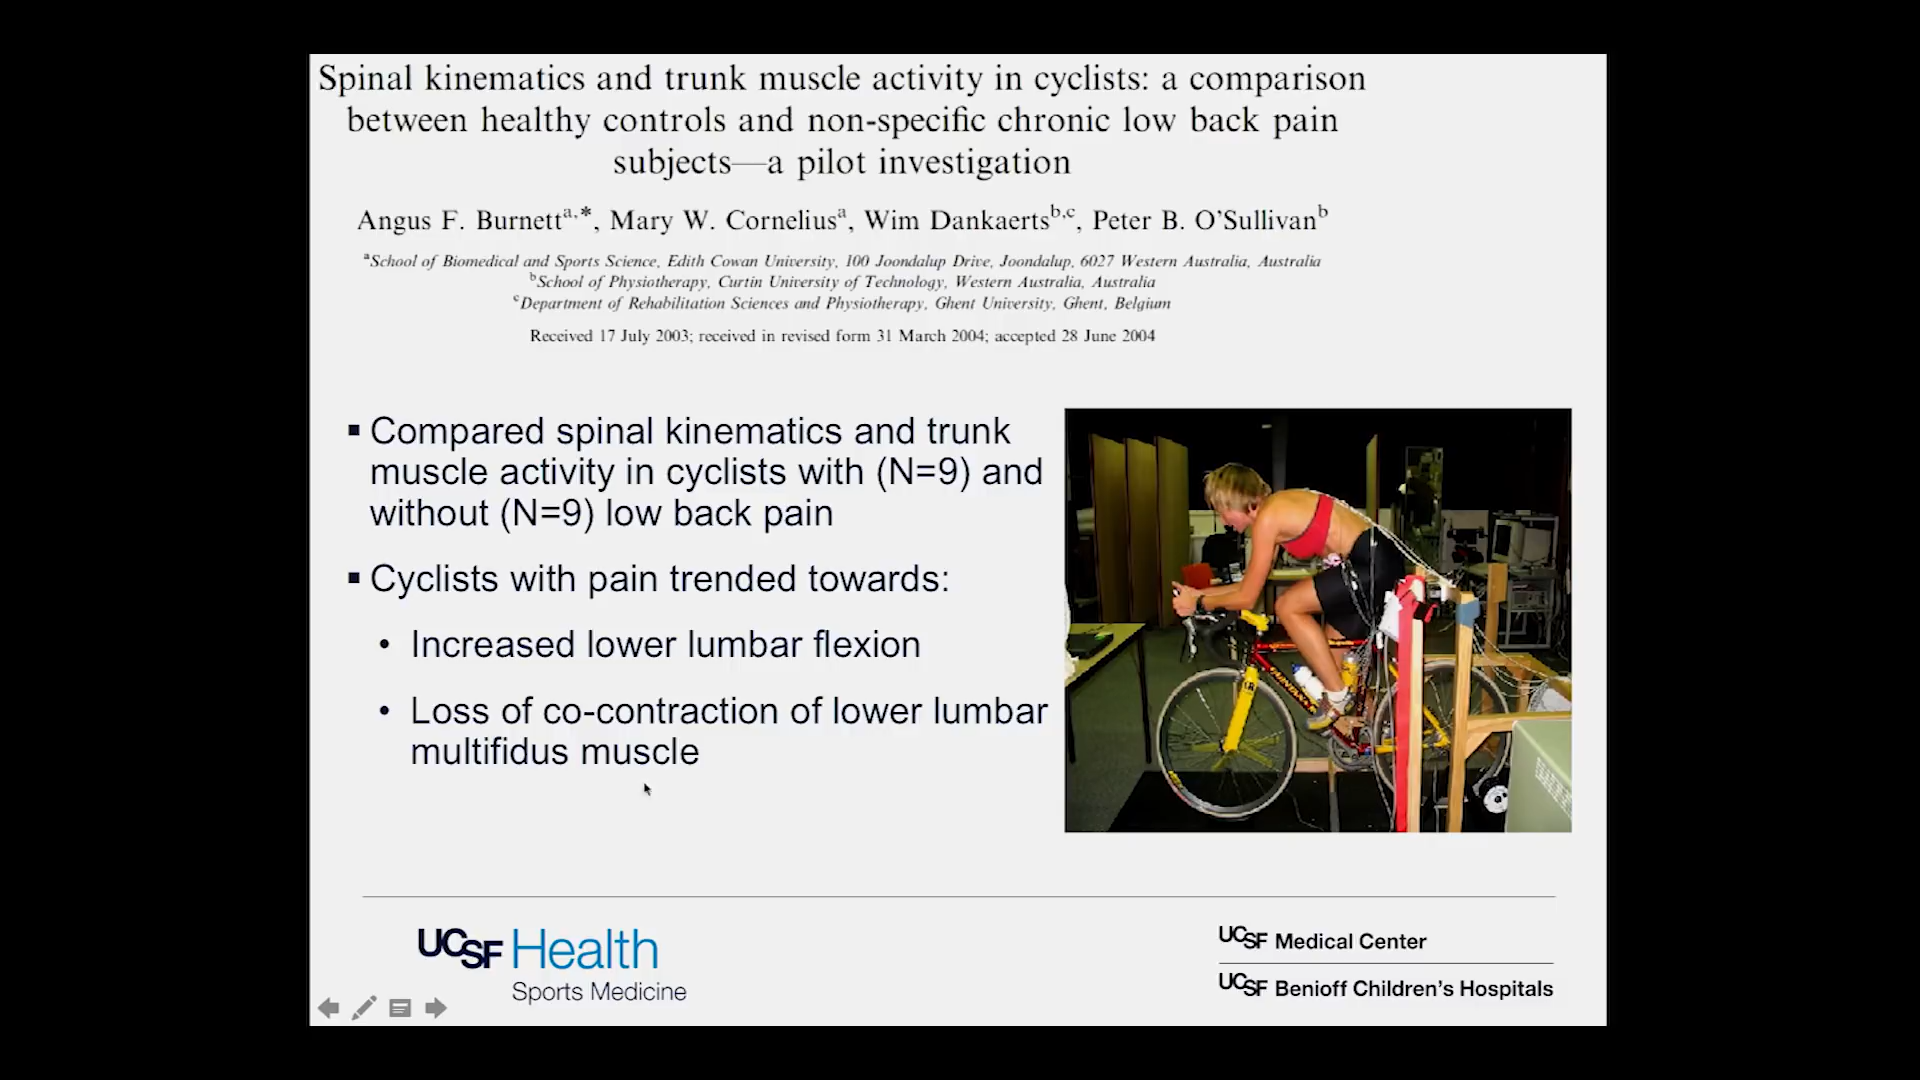 Spinal kinematics and trunk muscle activity in cyclists: a comparison
between healthy controls and non-specific chronic low back pain
subjects—a pilot investigation
Angus F. Burnettᵃ,*, Mary W. Corneliusᵃ, Wim Dankaertsᵇ,ᶜ, Peter B. O'Sullivanᵇ
ᵃSchool of Biomedical and Sports Science, Edith Cowan University, 100 Joondalup Drive, Joondalup, 6027 Western Australia, Australia
ᵇSchool of Physiotherapy, Curtin University of Technology, Western Australia, Australia
ᶜDepartment of Rehabilitation Sciences and Physiotherapy, Ghent University, Ghent, Belgium
Received 17 July 2003; received in revised form 31 March 2004; accepted 28 June 2004
▪ Compared spinal kinematics and trunk
muscle activity in cyclists with (N=9) and
without (N=9) low back pain
▪ Cyclists with pain trended towards:
• Increased lower lumbar flexion
• Loss of co-contraction of lower lumbar
multifidus muscle
UCSF Health
Sports Medicine
UCSF Medical Center
UCSF Benioff Children's Hospitals